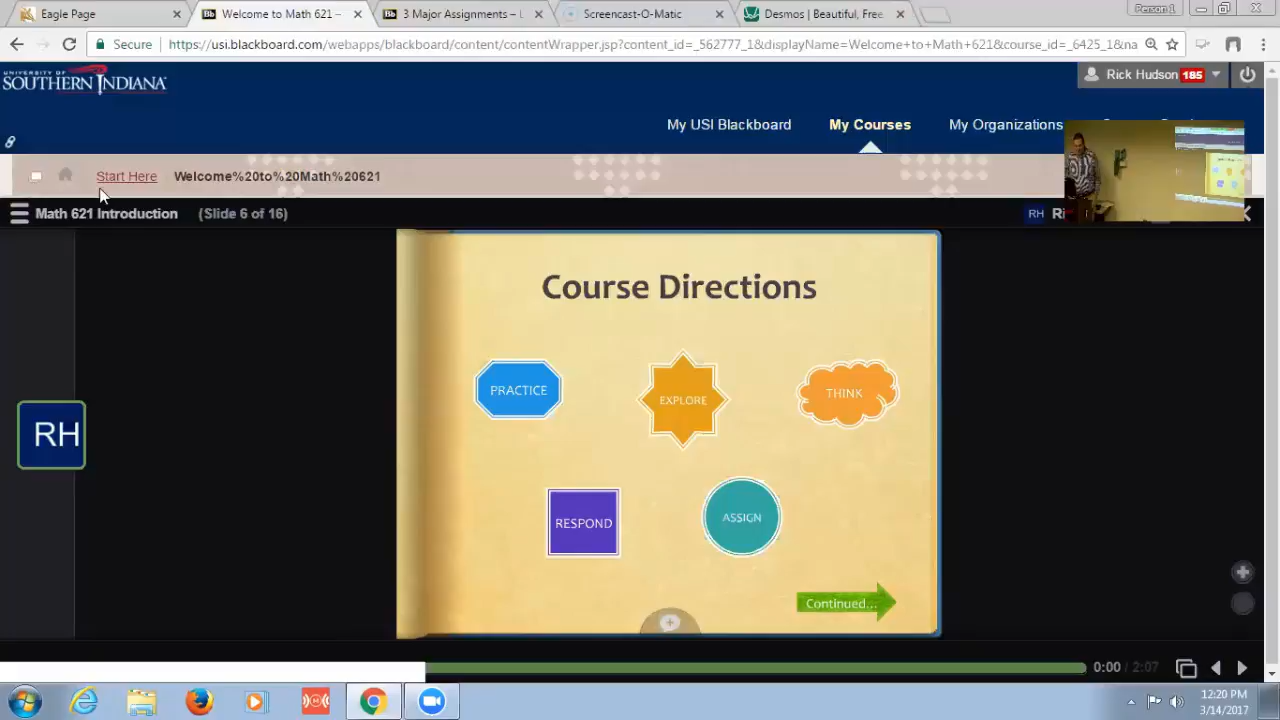 Eagle Page
Welcome to Math 621 –
3 Major Assignments – L
Screencast-O-Matic
Desmos | Beautiful, Free
Person 1
Secure
https://usi.blackboard.com/webapps/blackboard/content/contentWrapper.jsp?content_id=_562777_1&displayName=Welcome+to+Math+621&course_id=_6425_1&na
UNIVERSITY OF
SOUTHERN INDIANA
Rick Hudson 185
My USI Blackboard
My Courses
My Organizations
Start Here
Welcome%20to%20Math%20621
Math 621 Introduction (Slide 6 of 16)
RH
RH
Course Directions
PRACTICE
EXPLORE
THINK
RESPOND
ASSIGN
Continued...
0:00 / 2:07
12:20 PM
3/14/2017